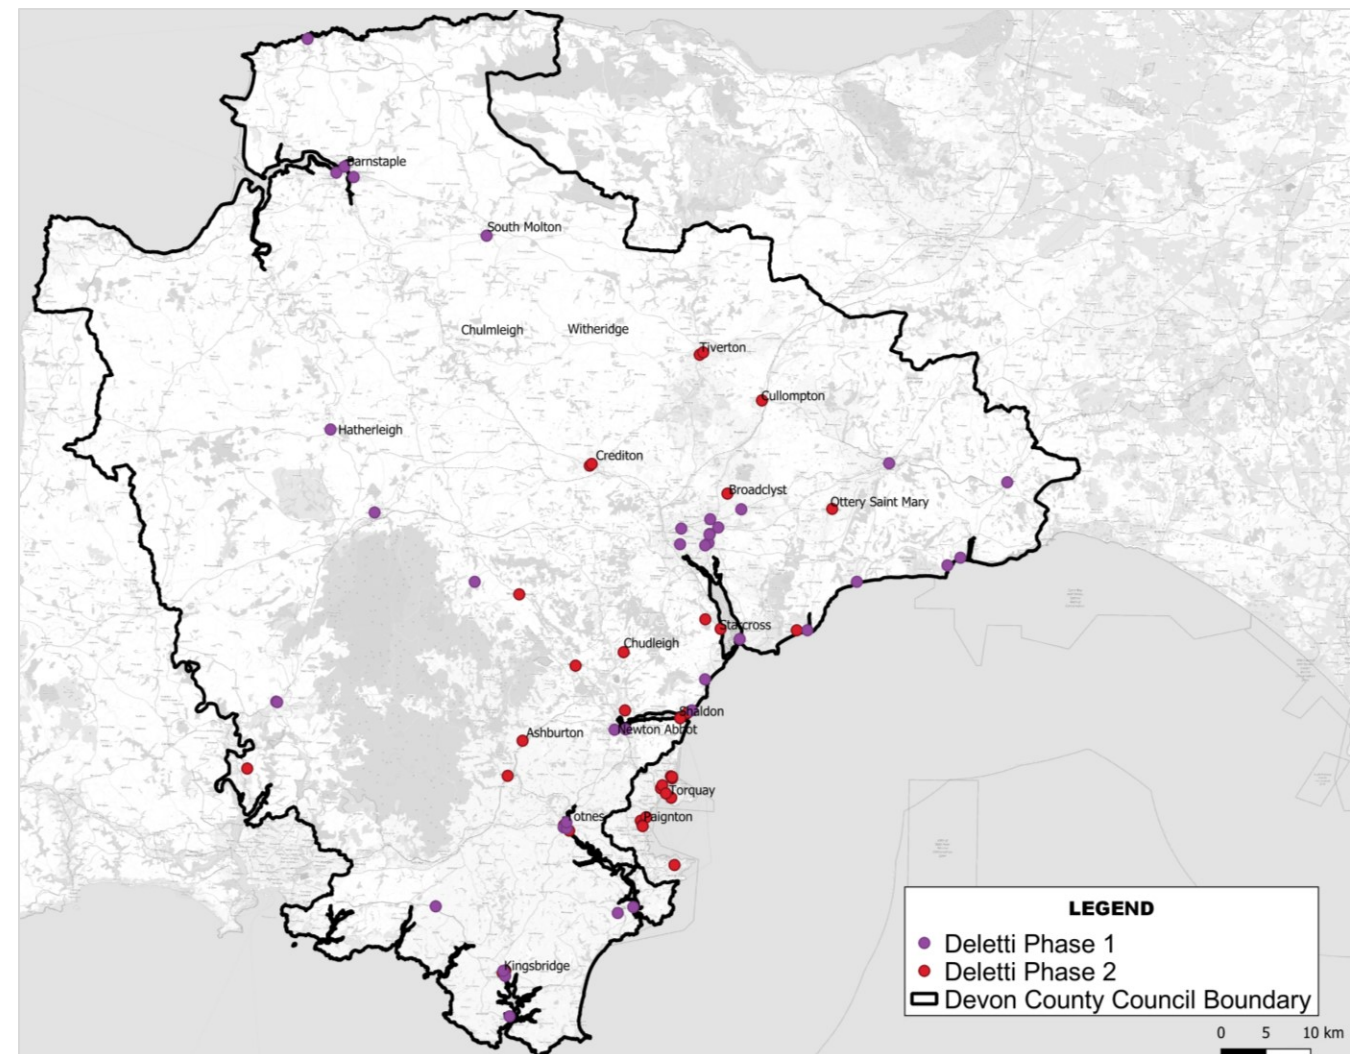 Barnstaple
South Molton
Chulmleigh
Witheridge
Tiverton
Cullompton
Hatherleigh
Crediton
Broadclyst
Ottery Saint Mary
Starcross
Chudleigh
Shaldon
Newton Abbot
Ashburton
Torquay
Totnes
Paignton
Kingsbridge
LEGEND
Deletti Phase 1
Deletti Phase 2
Devon County Council Boundary
0 5 10 km